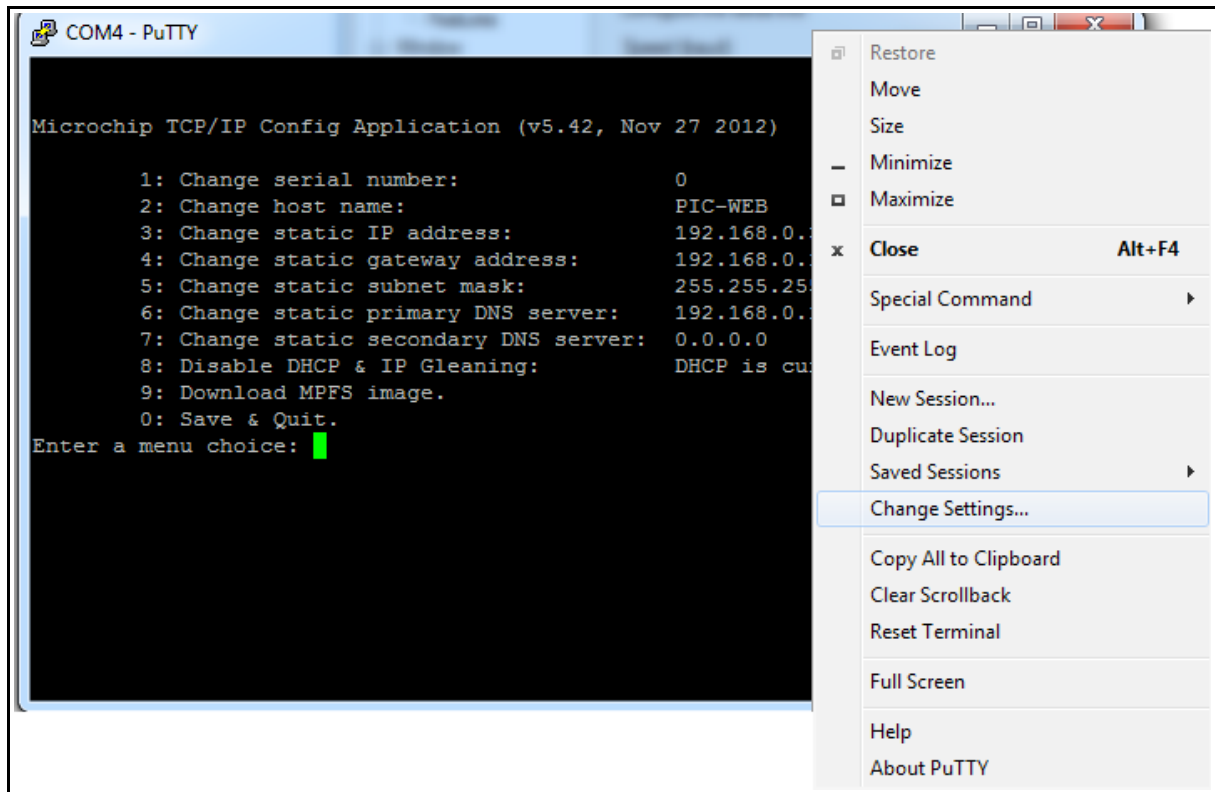 COM4 - PuTTY
Microchip TCP/IP Config Application (v5.42, Nov 27 2012)
1: Change serial number: 0
2: Change host name: PIC-WEB
3: Change static IP address: 192.168.0.
4: Change static gateway address: 192.168.0.
5: Change static subnet mask: 255.255.25
6: Change static primary DNS server: 192.168.0.
7: Change static secondary DNS server: 0.0.0.0
8: Disable DHCP & IP Gleaning: DHCP is cu
9: Download MPFS image.
0: Save & Quit.
Enter a menu choice:
Restore
Move
Size
Minimize
Maximize
Close Alt+F4
Special Command
Event Log
New Session...
Duplicate Session
Saved Sessions
Change Settings...
Copy All to Clipboard
Clear Scrollback
Reset Terminal
Full Screen
Help
About PuTTY